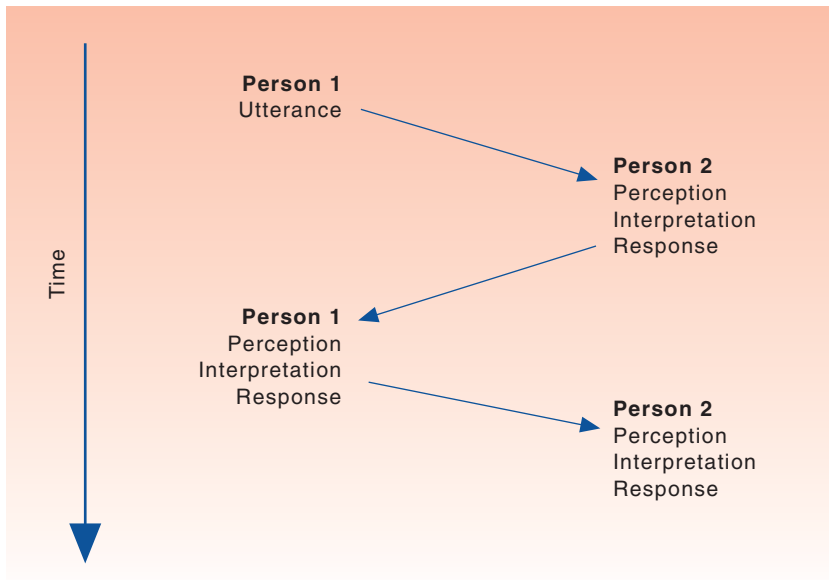 Person 1
Utterance
Person 2
Perception
Interpretation
Response
Time
Person 1
Perception
Interpretation
Response
Person 2
Perception
Interpretation
Response